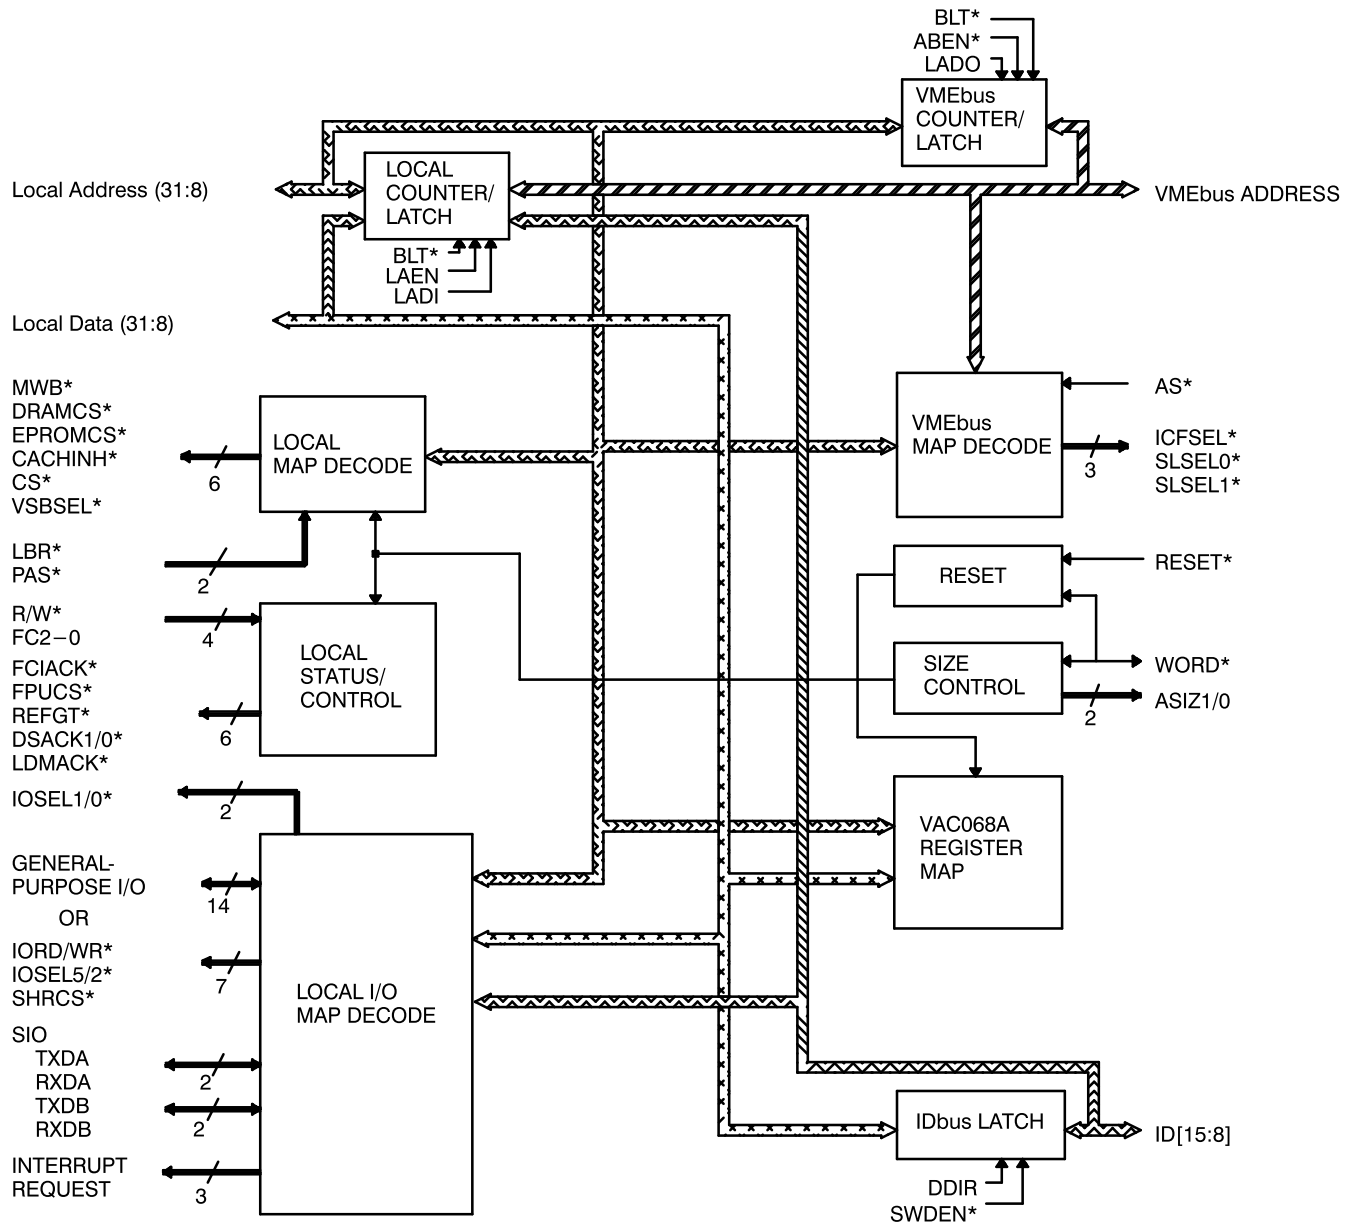 BLT*
ABEN*
LADO
VMEbus
COUNTER/
LATCH
Local Address (31:8)
LOCAL
COUNTER/
LATCH
VMEbus ADDRESS
BLT*
LAEN
LADI
Local Data (31:8)
MWB*
DRAMCS*
EPROMCS*
CACHINH*
CS*
VSBSEL*
6
LOCAL
MAP DECODE
VMEbus
MAP DECODE
AS*
3
ICFSEL*
SLSEL0*
SLSEL1*
LBR*
PAS*
2
RESET
RESET*
R/W*
FC2–0
4
LOCAL
STATUS/
CONTROL
SIZE
CONTROL
WORD*
2
ASIZ1/0
FCIACK*
FPUCS*
REFGT*
DSACK1/0*
LDMACK*
6
IOSEL1/0*
2
VAC068A
REGISTER
MAP
GENERAL-
PURPOSE I/O
14
OR
IORD/WR*
IOSEL5/2*
SHRCS*
7
LOCAL I/O
MAP DECODE
SIO
TXDA
RXDA
2
TXDB
RXDB
2
INTERRUPT
REQUEST
3
IDbus LATCH
ID[15:8]
DDIR
SWDEN*